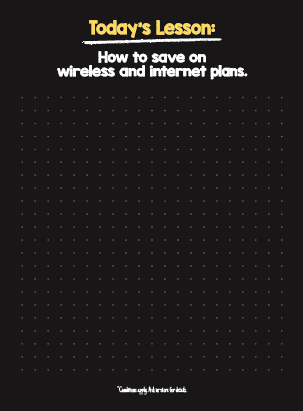 Today's Lesson:
How to save on
wireless and internet plans.
*Conditions apply. Ask in-store for details.